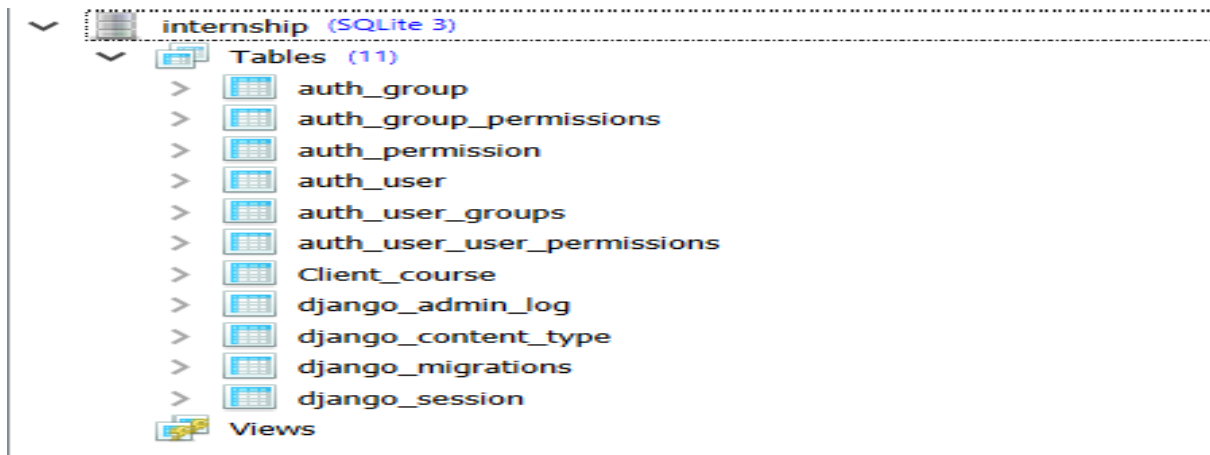 internship (SQLite 3)
Tables (11)
auth_group
auth_group_permissions
auth_permission
auth_user
auth_user_groups
auth_user_user_permissions
Client_course
django_admin_log
django_content_type
django_migrations
django_session
Views